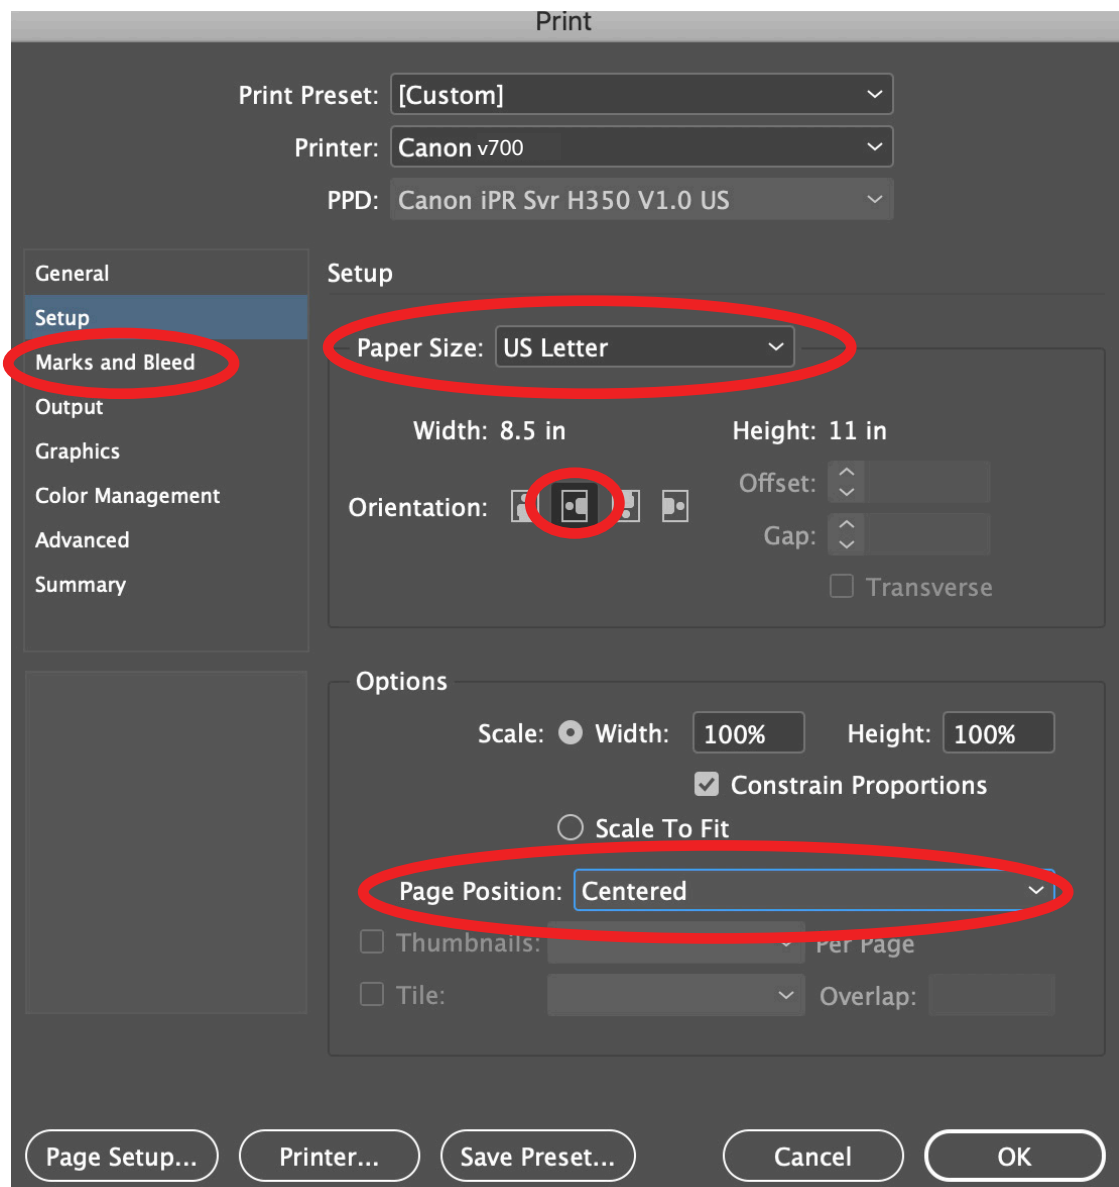 Print
Print Preset: [Custom]
Printer: Canon v700
PPD: Canon iPR Svr H350 V1.0 US
General
Setup
Marks and Bleed
Output
Graphics
Color Management
Advanced
Summary
Setup
Paper Size: US Letter
Width: 8.5 in Height: 11 in
Orientation:
Offset:
Gap:
Transverse
Options
Scale: Width: 100% Height: 100%
Constrain Proportions
Scale To Fit
Page Position: Centered
Thumbnails: Per Page
Tile: Overlap:
Page Setup... Printer... Save Preset... Cancel OK